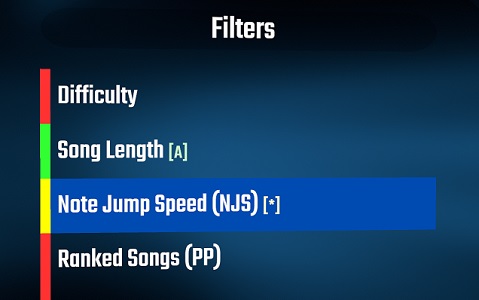 Filters
Difficulty
Song Length [A]
Note Jump Speed (NJS) [*]
Ranked Songs (PP)